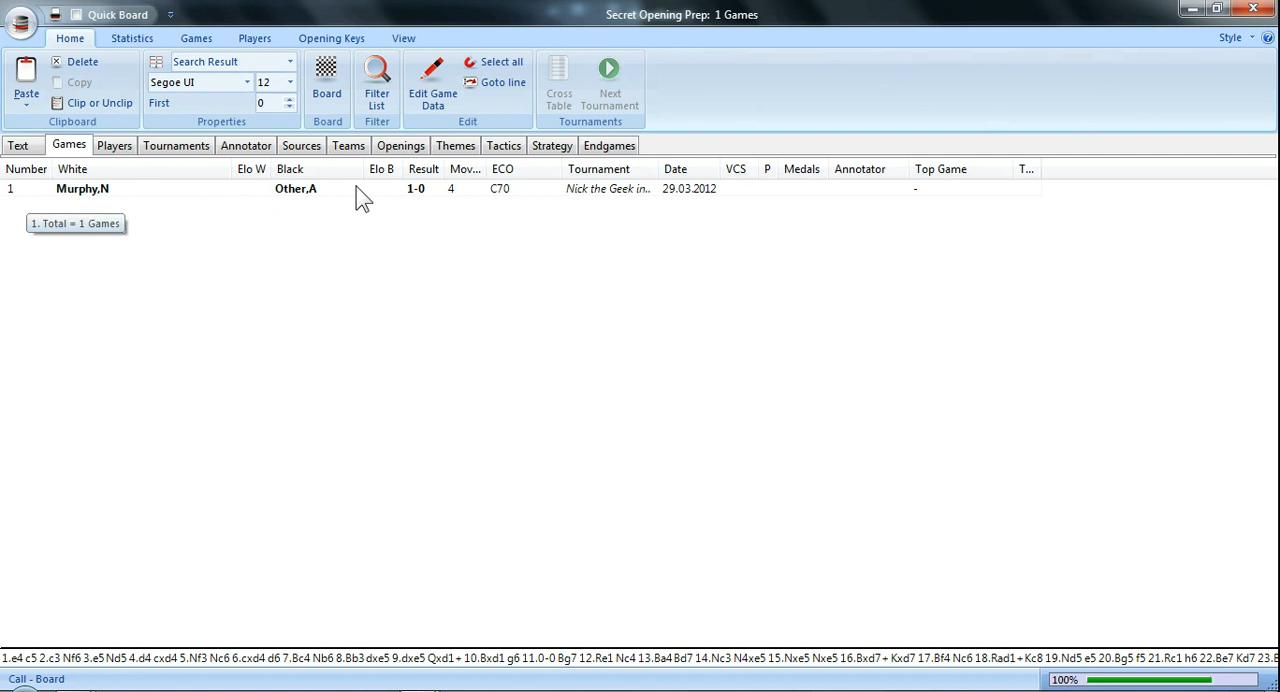 Quick Board
Secret Opening Prep: 1 Games
Home Statistics Games Players Opening Keys View
Style
Paste
Delete
Copy
Clip or Unclip
Clipboard
Search Result
Segoe UI 12
First 0
Properties
Board
Board
Filter List
Filter
Edit Game Data
Select all
Goto line
Edit
Cross Table
Next Tournament
Tournaments
Text Games Players Tournaments Annotator Sources Teams Openings Themes Tactics Strategy Endgames
Number White Elo W Black Elo B Result Mov... ECO Tournament Date VCS P Medals Annotator Top Game T...
1 Murphy,N Other,A 1-0 4 C70 Nick the Geek in.. 29.03.2012 -
1. Total = 1 Games
1.e4 c5 2.c3 Nf6 3.e5 Nd5 4.d4 cxd4 5.Nf3 Nc6 6.cxd4 d6 7.Bc4 Nb6 8.Bb3 dxe5 9.dxe5 Qxd1+ 10.Bxd1 g6 11.0-0 Bg7 12.Re1 Nc4 13.Ba4 Bd7 14.Nc3 N4xe5 15.Nxe5 Nxe5 16.Bxd7+ Kxd7 17.Bf4 Nc6 18.Rad1+ Kc8 19.Nd5 e5 20.Bg5 f5 21.Rc1 h6 22.Be7 Kd7 23.B
Call - Board
100%